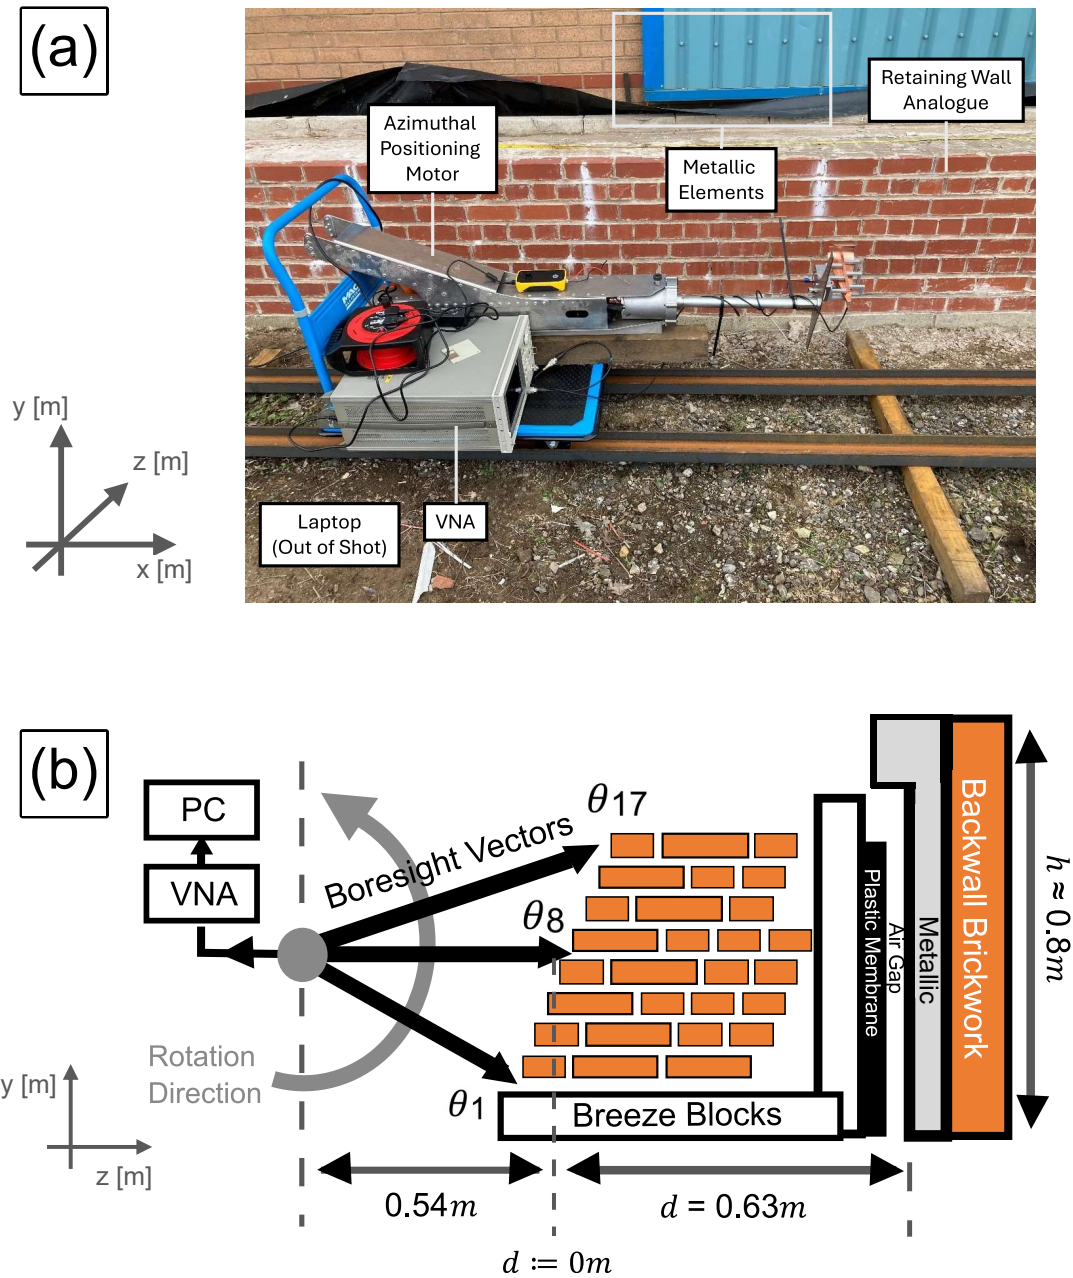 (a)
Azimuthal
Positioning
Motor
Metallic
Elements
Retaining Wall
Analogue
MAC
Laptop
(Out of Shot)
VNA
y [m]
z [m]
x [m]
(b)
PC
VNA
Boresight Vectors
θ17
θ8
θ1
Rotation
Direction
y [m]
z [m]
Breeze Blocks
Plastic Membrane
Air Gap
Metallic
Backwall Brickwork
h ≈ 0.8m
0.54m
d = 0.63m
d := 0m